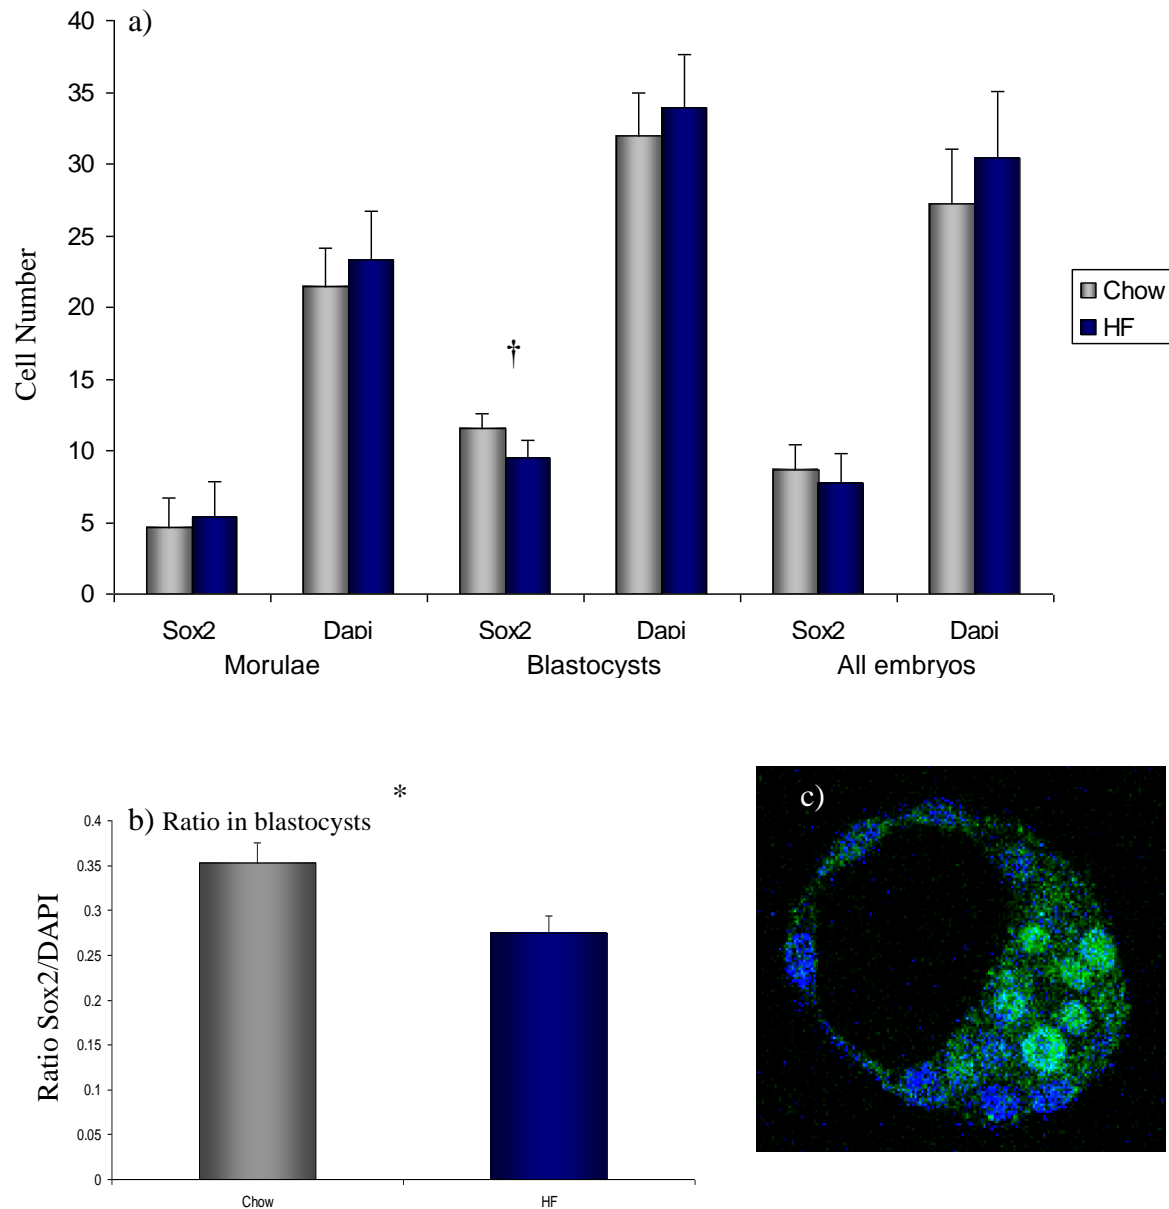 a)
40
35
30
25
20
15
10
5
0
Cell Number
†
Chow
HF
Sox2 Dapi Sox2 Dapi Sox2 Dapi
Morulae Blastocysts All embryos
*
b) Ratio in blastocysts
0.4
0.35
0.3
0.25
0.2
0.15
0.1
0.05
0
Ratio Sox2/DAPI
Chow HF
c)